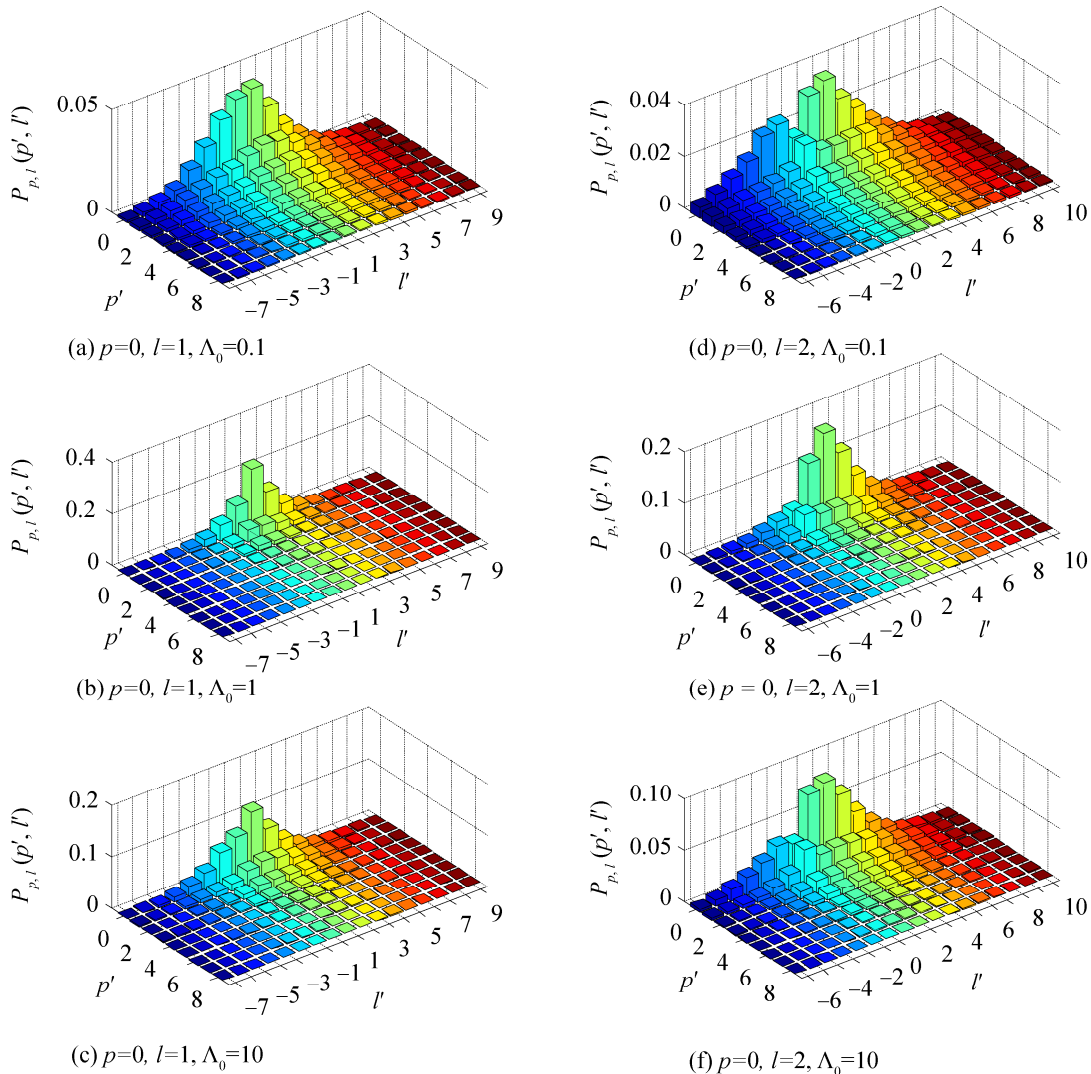 P_{p,l} (p′, l′)
0.05
0
0 2 4 6 8
p′
−7 −5 −3 −1 1 3 5 7 9
l′
(a) p=0, l=1, Λ₀=0.1
P_{p,l} (p′, l′)
0.04
0.02
0
0 2 4 6 8
p′
−6 −4 −2 0 2 4 6 8 10
l′
(d) p=0, l=2, Λ₀=0.1
P_{p,l} (p′, l′)
0.4
0.2
0
0 2 4 6 8
p′
−7 −5 −3 −1 1 3 5 7 9
l′
(b) p=0, l=1, Λ₀=1
P_{p,l} (p′, l′)
0.2
0.1
0
0 2 4 6 8
p′
−6 −4 −2 0 2 4 6 8 10
l′
(e) p = 0, l=2, Λ₀=1
P_{p,l} (p′, l′)
0.2
0.1
0
0 2 4 6 8
p′
−7 −5 −3 −1 1 3 5 7 9
l′
(c) p=0, l=1, Λ₀=10
P_{p,l} (p′, l′)
0.10
0.05
0
0 2 4 6 8
p′
−6 −4 −2 0 2 4 6 8 10
l′
(f) p=0, l=2, Λ₀=10